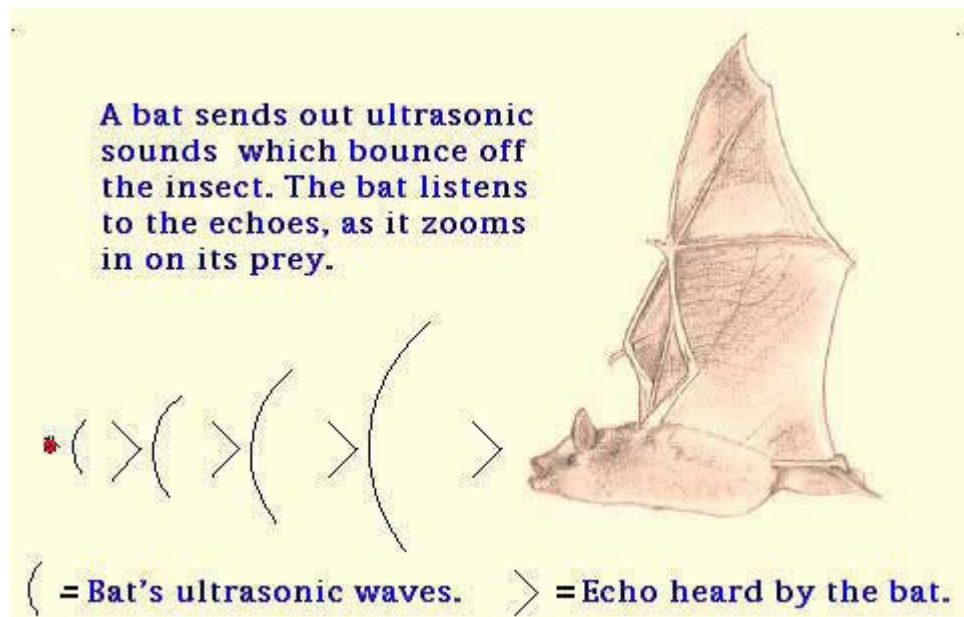 A bat sends out ultrasonic
sounds which bounce off
the insect. The bat listens
to the echoes, as it zooms
in on its prey.
( = Bat's ultrasonic waves. > = Echo heard by the bat.